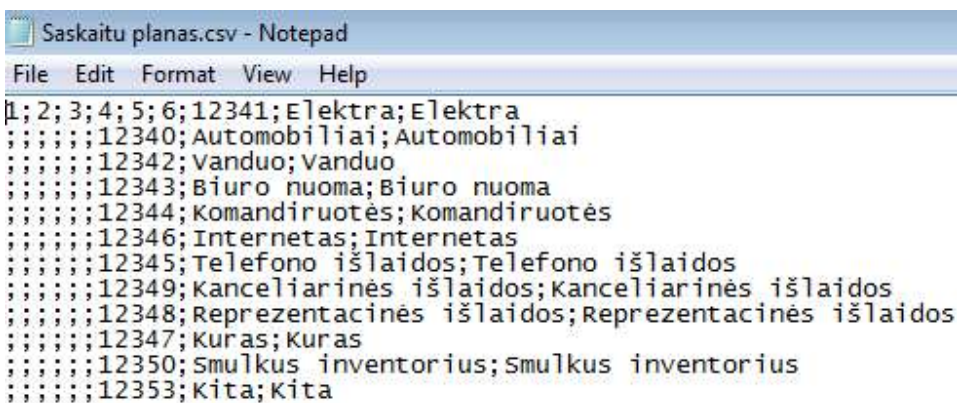 Saskaitu planas.csv - Notepad
File Edit Format View Help
1;2;3;4;5;6;12341;Elektra;Elektra
;;;;;;12340;Automobiliai;Automobiliai
;;;;;;12342;Vanduo;Vanduo
;;;;;;12343;Biuro nuoma;Biuro nuoma
;;;;;;12344;Komandiruotės;Komandiruotės
;;;;;;12346;Internetas;Internetas
;;;;;;12345;Telefono išlaidos;Telefono išlaidos
;;;;;;12349;Kanceliarinės išlaidos;Kanceliarinės išlaidos
;;;;;;12348;Reprezentacinės išlaidos;Reprezentacinės išlaidos
;;;;;;12347;Kuras;Kuras
;;;;;;12350;Smulkus inventorius;Smulkus inventorius
;;;;;;12353;Kita;Kita